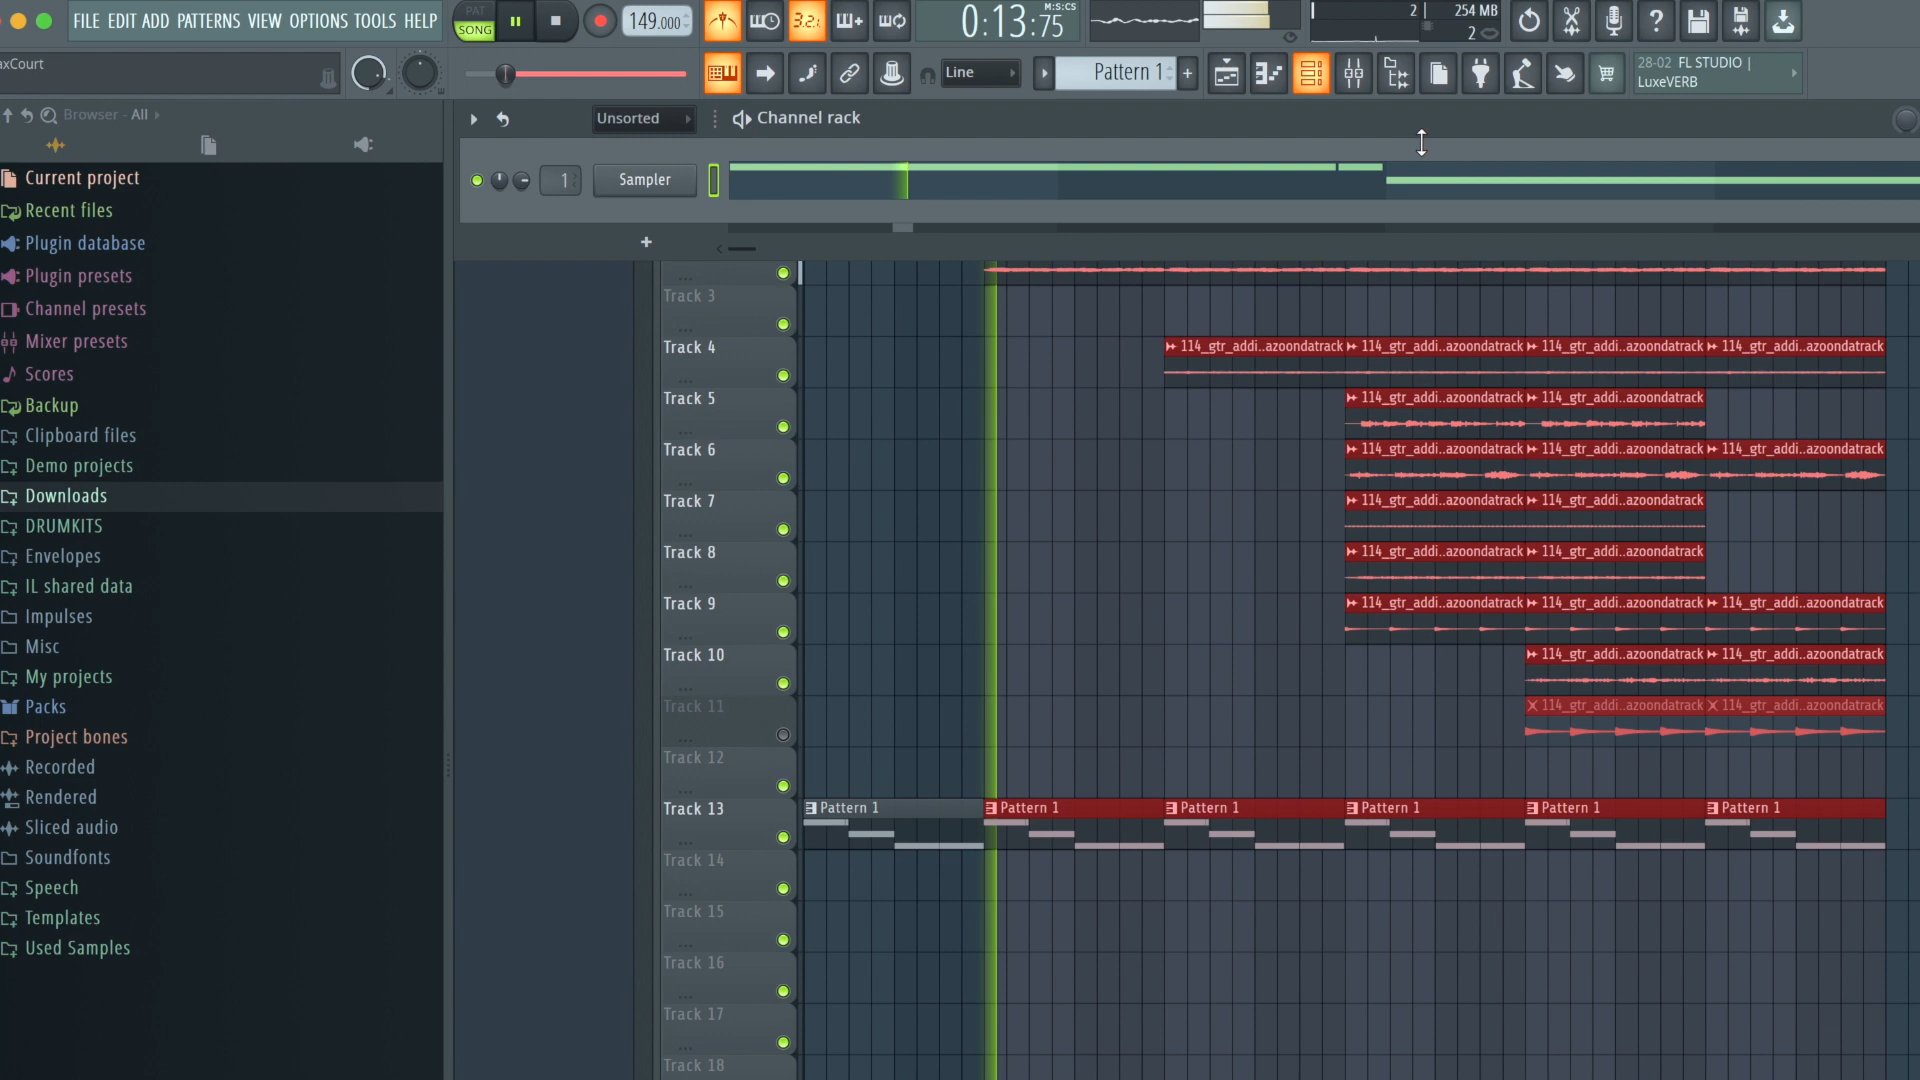 FILE EDIT ADD PATTERNS VIEW OPTIONS TOOLS HELP
PAT
SONG
149.000
3.2.
M:S:CS
0:13:75
2
254 MB
2
axCourt
Line
Pattern 1
+
28-02 FL STUDIO |
LuxeVERB
Browser - All
Unsorted
Channel rack
1
Sampler
+
Current project
Recent files
Plugin database
Plugin presets
Channel presets
Mixer presets
Scores
Backup
Clipboard files
Demo projects
Downloads
DRUMKITS
Envelopes
IL shared data
Impulses
Misc
My projects
Packs
Project bones
Recorded
Rendered
Sliced audio
Soundfonts
Speech
Templates
Used Samples
Track 3
Track 4
114_gtr_addi..azoondatrack 114_gtr_addi..azoondatrack 114_gtr_addi..azoondatrack 114_gtr_addi..azoondatrack
Track 5
114_gtr_addi..azoondatrack 114_gtr_addi..azoondatrack
Track 6
114_gtr_addi..azoondatrack 114_gtr_addi..azoondatrack 114_gtr_addi..azoondatrack
Track 7
114_gtr_addi..azoondatrack 114_gtr_addi..azoondatrack
Track 8
114_gtr_addi..azoondatrack 114_gtr_addi..azoondatrack
Track 9
114_gtr_addi..azoondatrack 114_gtr_addi..azoondatrack 114_gtr_addi..azoondatrack
Track 10
114_gtr_addi..azoondatrack 114_gtr_addi..azoondatrack
Track 11
114_gtr_addi..azoondatrack 114_gtr_addi..azoondatrack
Track 12
Track 13
Pattern 1 Pattern 1 Pattern 1 Pattern 1 Pattern 1 Pattern 1
Track 14
Track 15
Track 16
Track 17
Track 18